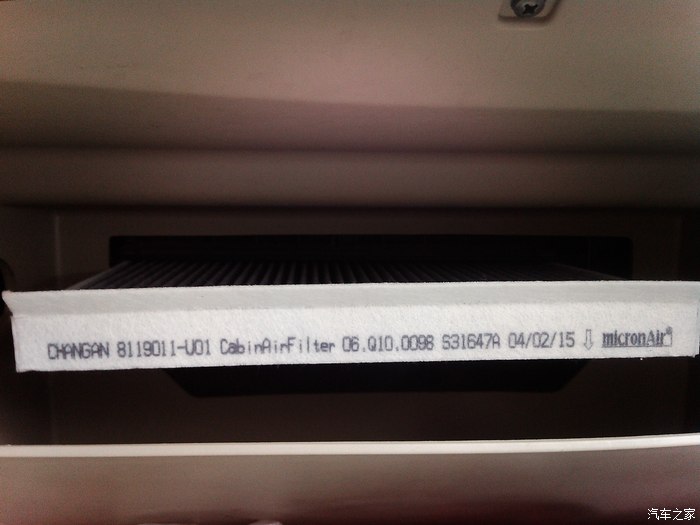 CHANGAN 8119011-U01 CabinAirFilter 06.Q10.0098 S31647A 04/02/15 ⇩ micronAir®
汽车之家